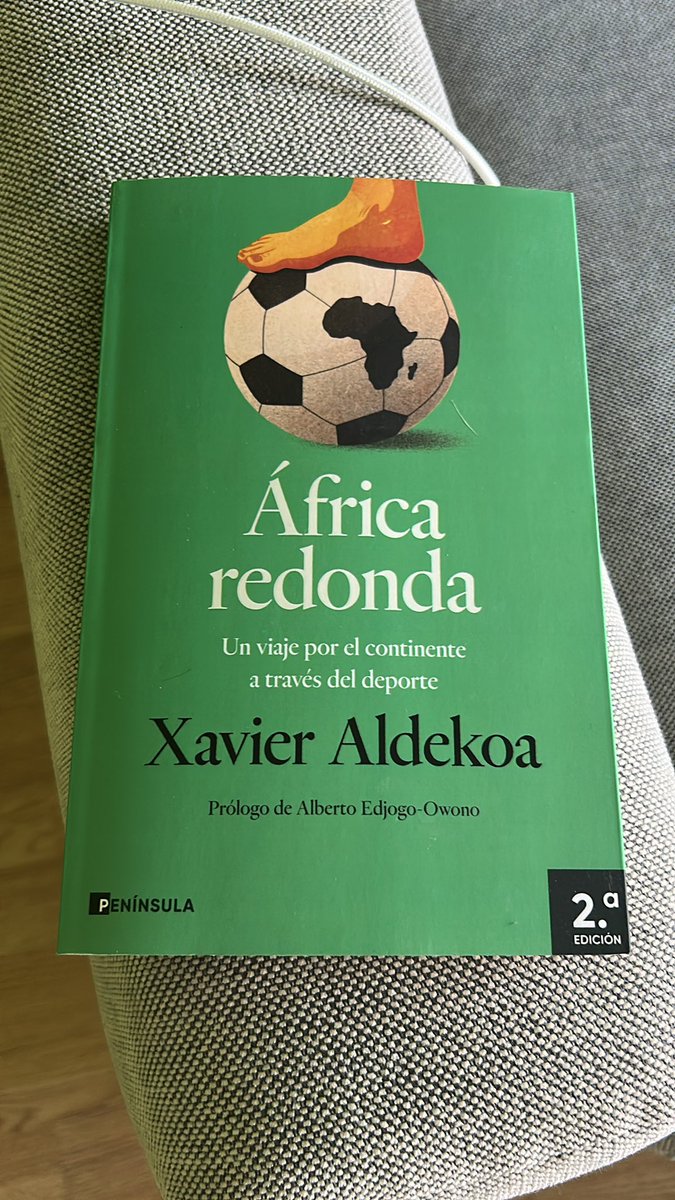 África
redonda
Un viaje por el continente
a través del deporte
Xavier Aldekoa
Prólogo de Alberto Edjogo-Owono
PENÍNSULA
2.ª
EDICIÓN